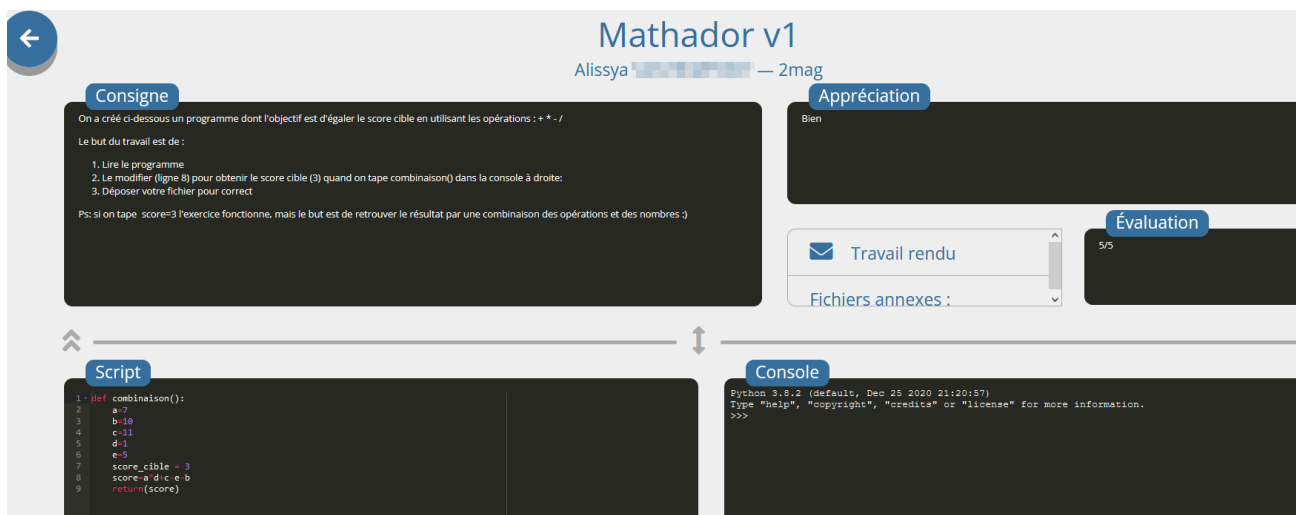 Mathador v1
Alissya — 2mag
Consigne
On a créé ci-dessous un programme dont l'objectif est d'égaler le score cible en utilisant les opérations : + * - /
Le but du travail est de :
1. Lire le programme
2. Le modifier (ligne 8) pour obtenir le score cible (3) quand on tape combinaison() dans la console à droite:
3. Déposer votre fichier pour correct
Ps: si on tape score=3 l'exercice fonctionne, mais le but est de retrouver le résultat par une combinaison des opérations et des nombres :)
Appréciation
Bien
Travail rendu
Fichiers annexes :
Évaluation
5/5
Script
1 def combinaison():
2 a=7
3 b=10
4 c=11
5 d=1
6 e=5
7 score_cible = 3
8 score=a*d+c-e-b
9 return(score)
Console
Python 3.8.2 (default, Dec 25 2020 21:20:57)
Type "help", "copyright", "credits" or "license" for more information.
>>>